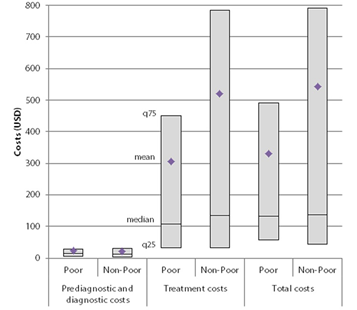 800
700
600
500
400
300
200
100
0
Costs (USD)
q75
mean
median
q25
Poor Non-Poor Poor Non-Poor Poor Non-Poor
Prediagnostic and Treatment costs Total costs
diagnostic costs